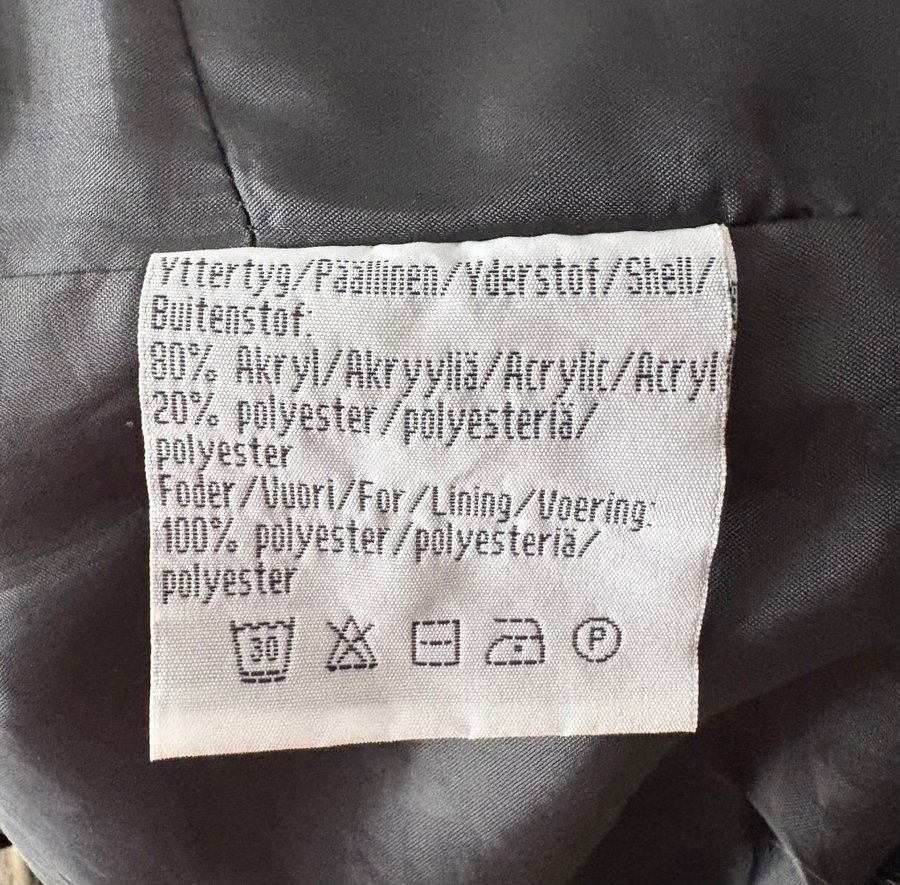 Yttertyg/Päällinen/Yderstof/Shell/
Buitenstof:
80% Akryl/Akryyliä/Acrylic/Acryl
20% polyester/polyesteriä/
polyester
Foder/Vuori/For/Lining/Voering:
100% polyester/polyesteriä/
polyester
30 P